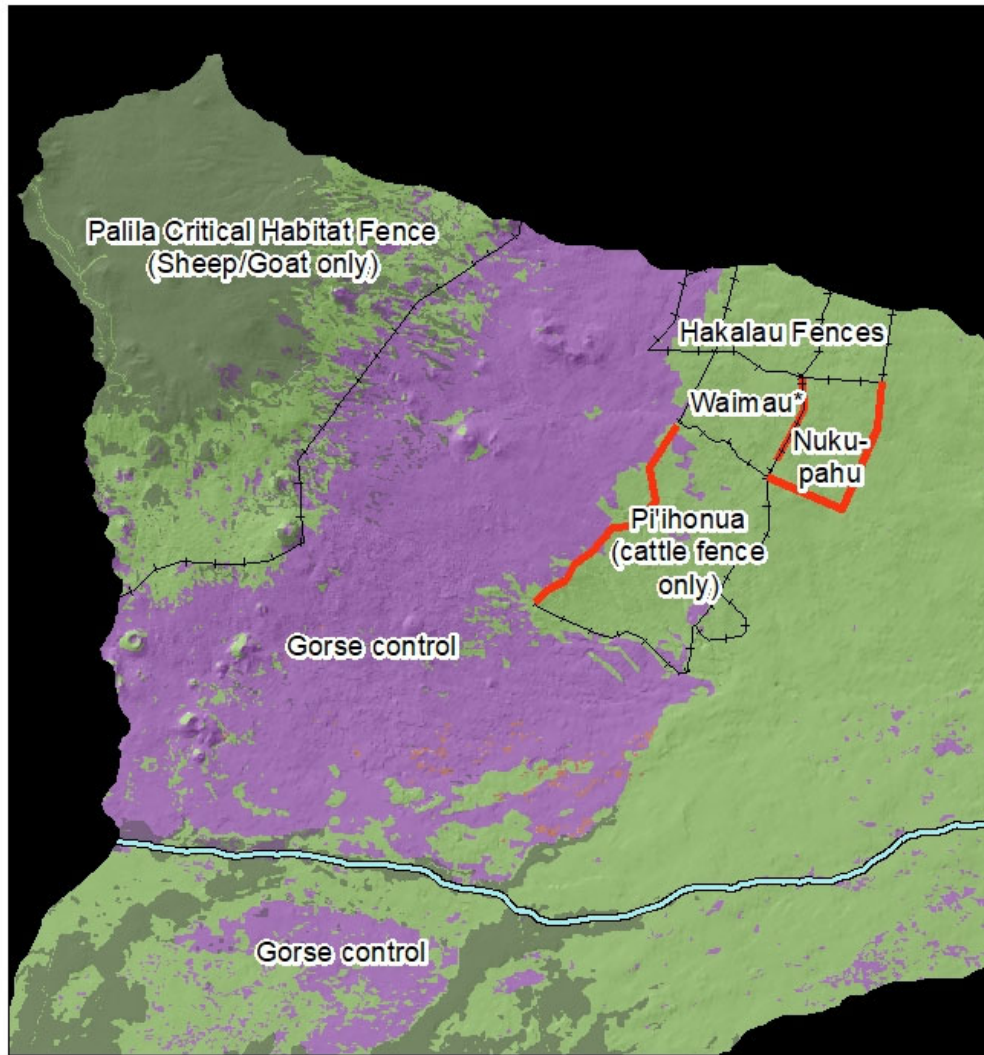 Palila Critical Habitat Fence
(Sheep/Goat only)
Hakalau Fences
Waimau*
Nuku-
pahu
Pi'ihonua
(cattle fence
only)
Gorse control
Gorse control